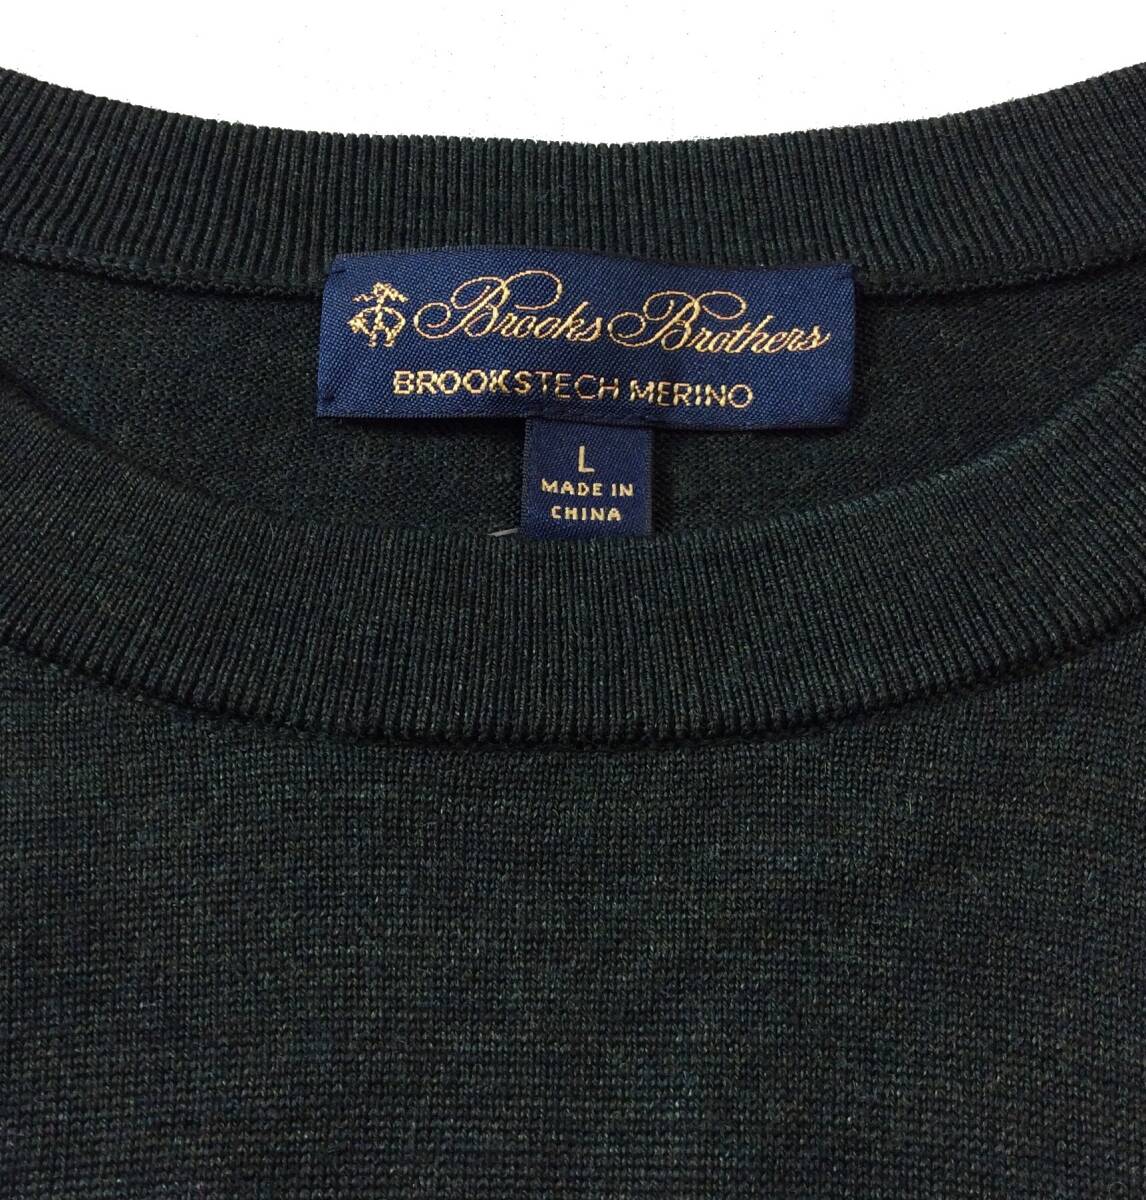 Brooks Brothers
BROOKSTECH MERINO
L
MADE IN
CHINA